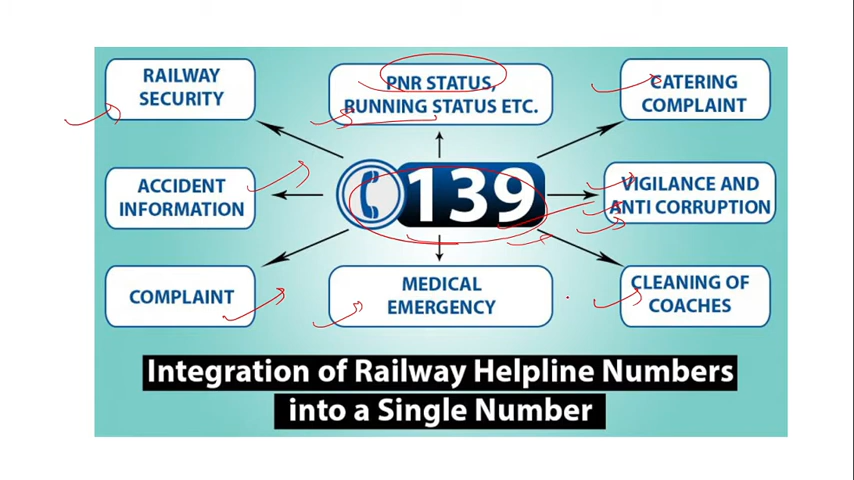 RAILWAY
SECURITY
PNR STATUS,
RUNNING STATUS ETC.
CATERING
COMPLAINT
ACCIDENT
INFORMATION
139
VIGILANCE AND
ANTI CORRUPTION
COMPLAINT
MEDICAL
EMERGENCY
CLEANING OF
COACHES
Integration of Railway Helpline Numbers
into a Single Number